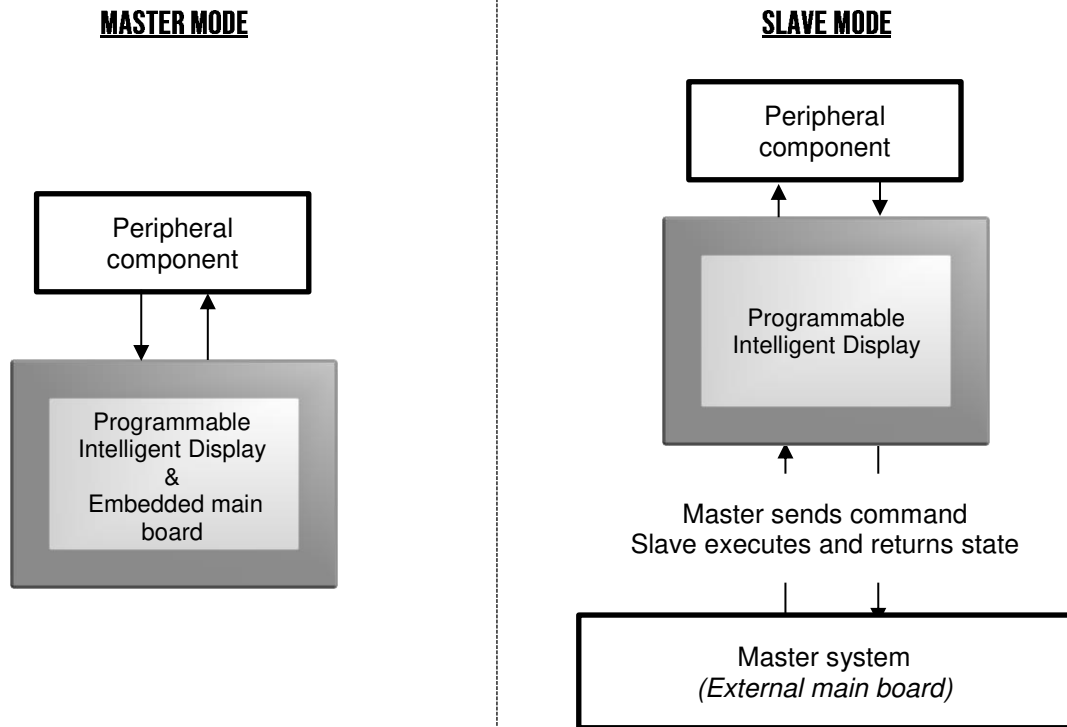 MASTER MODE
Peripheral
component
Programmable
Intelligent Display
&
Embedded main
board
SLAVE MODE
Peripheral
component
Programmable
Intelligent Display
Master sends command
Slave executes and returns state
Master system
(External main board)